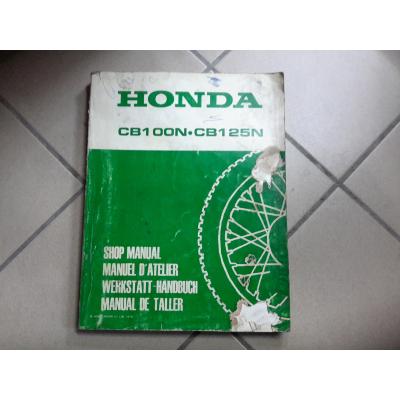 HONDA
CB100N•CB125N
SHOP MANUAL
MANUEL D'ATELIER
WERKSTATT-HANDBUCH
MANUAL DE TALLER